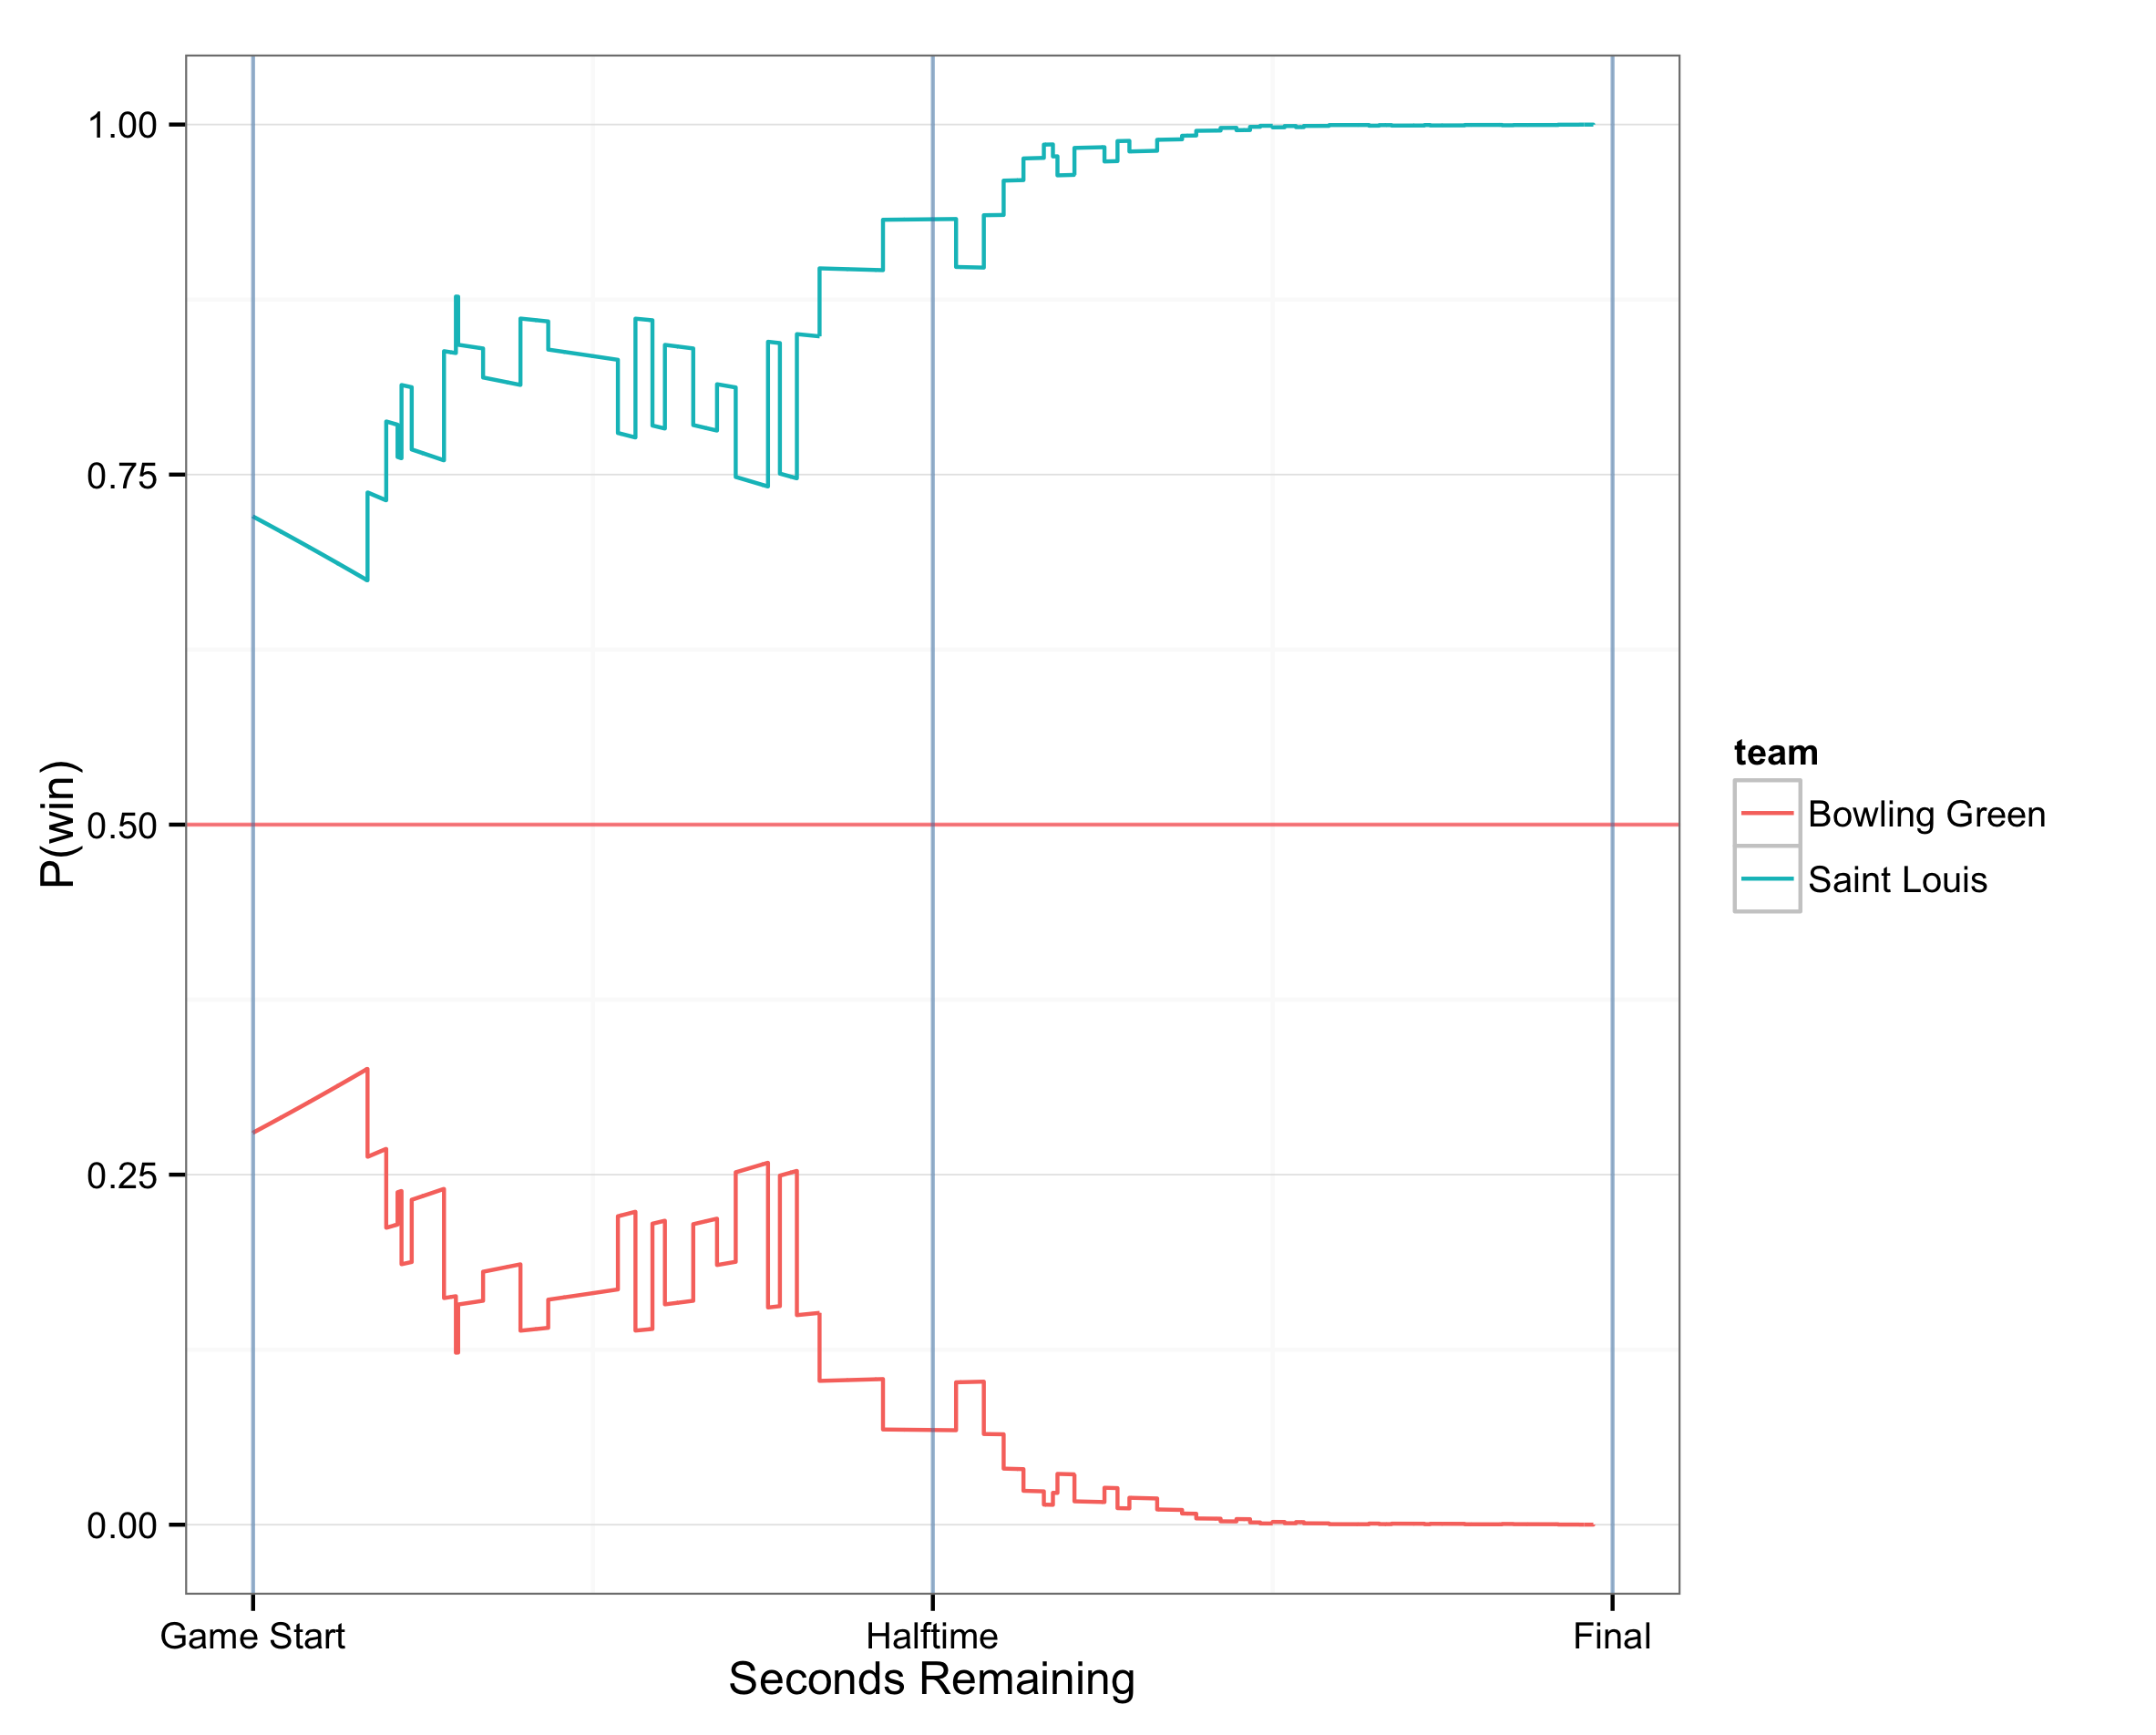 1.00
0.75
0.50
0.25
0.00
P(win)
Game Start
Halftime
Final
Seconds Remaining
team
Bowling Green
Saint Louis